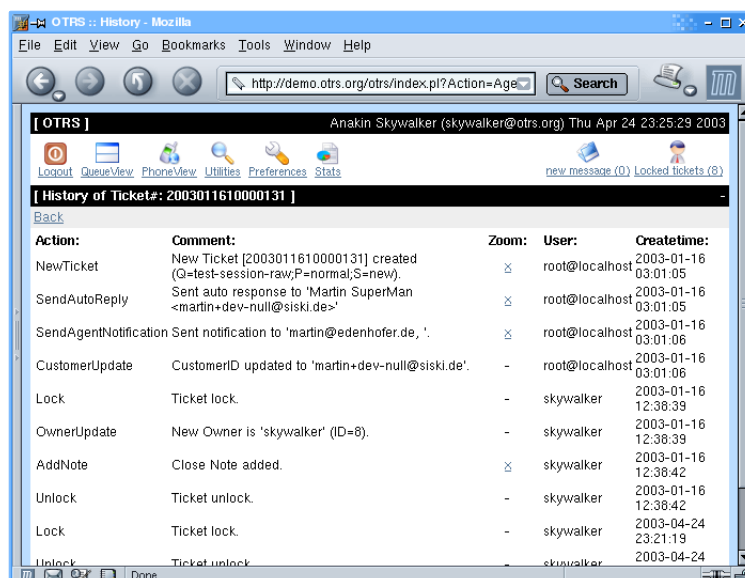 OTRS :: History - Mozilla
File Edit View Go Bookmarks Tools Window Help
http://demo.otrs.org/otrs/index.pl?Action=Age
Search
[ OTRS ] Anakin Skywalker (skywalker@otrs.org) Thu Apr 24 23:25:29 2003
Logout QueueView PhoneView Utilities Preferences Stats new message (0) Locked tickets (8)
[ History of Ticket#: 2003011610000131 ] -
Back
Action: Comment: Zoom: User: Createtime:
NewTicket New Ticket [2003011610000131] created (Q=test-session-raw;P=normal;S=new). x root@localhost 2003-01-16 03:01:05
SendAutoReply Sent auto response to 'Martin SuperMan <martin+dev-null@siski.de>' x root@localhost 2003-01-16 03:01:05
SendAgentNotification Sent notification to 'martin@edenhofer.de, '. x root@localhost 2003-01-16 03:01:06
CustomerUpdate CustomerID updated to 'martin+dev-null@siski.de'. - root@localhost 2003-01-16 03:01:06
Lock Ticket lock. - skywalker 2003-01-16 12:38:39
OwnerUpdate New Owner is 'skywalker' (ID=8). - skywalker 2003-01-16 12:38:39
AddNote Close Note added. x skywalker 2003-01-16 12:38:42
Unlock Ticket unlock. - skywalker 2003-01-16 12:38:42
Lock Ticket lock. - skywalker 2003-04-24 23:21:19
Unlock Ticket unlock. - skywalker 2003-04-24
Done